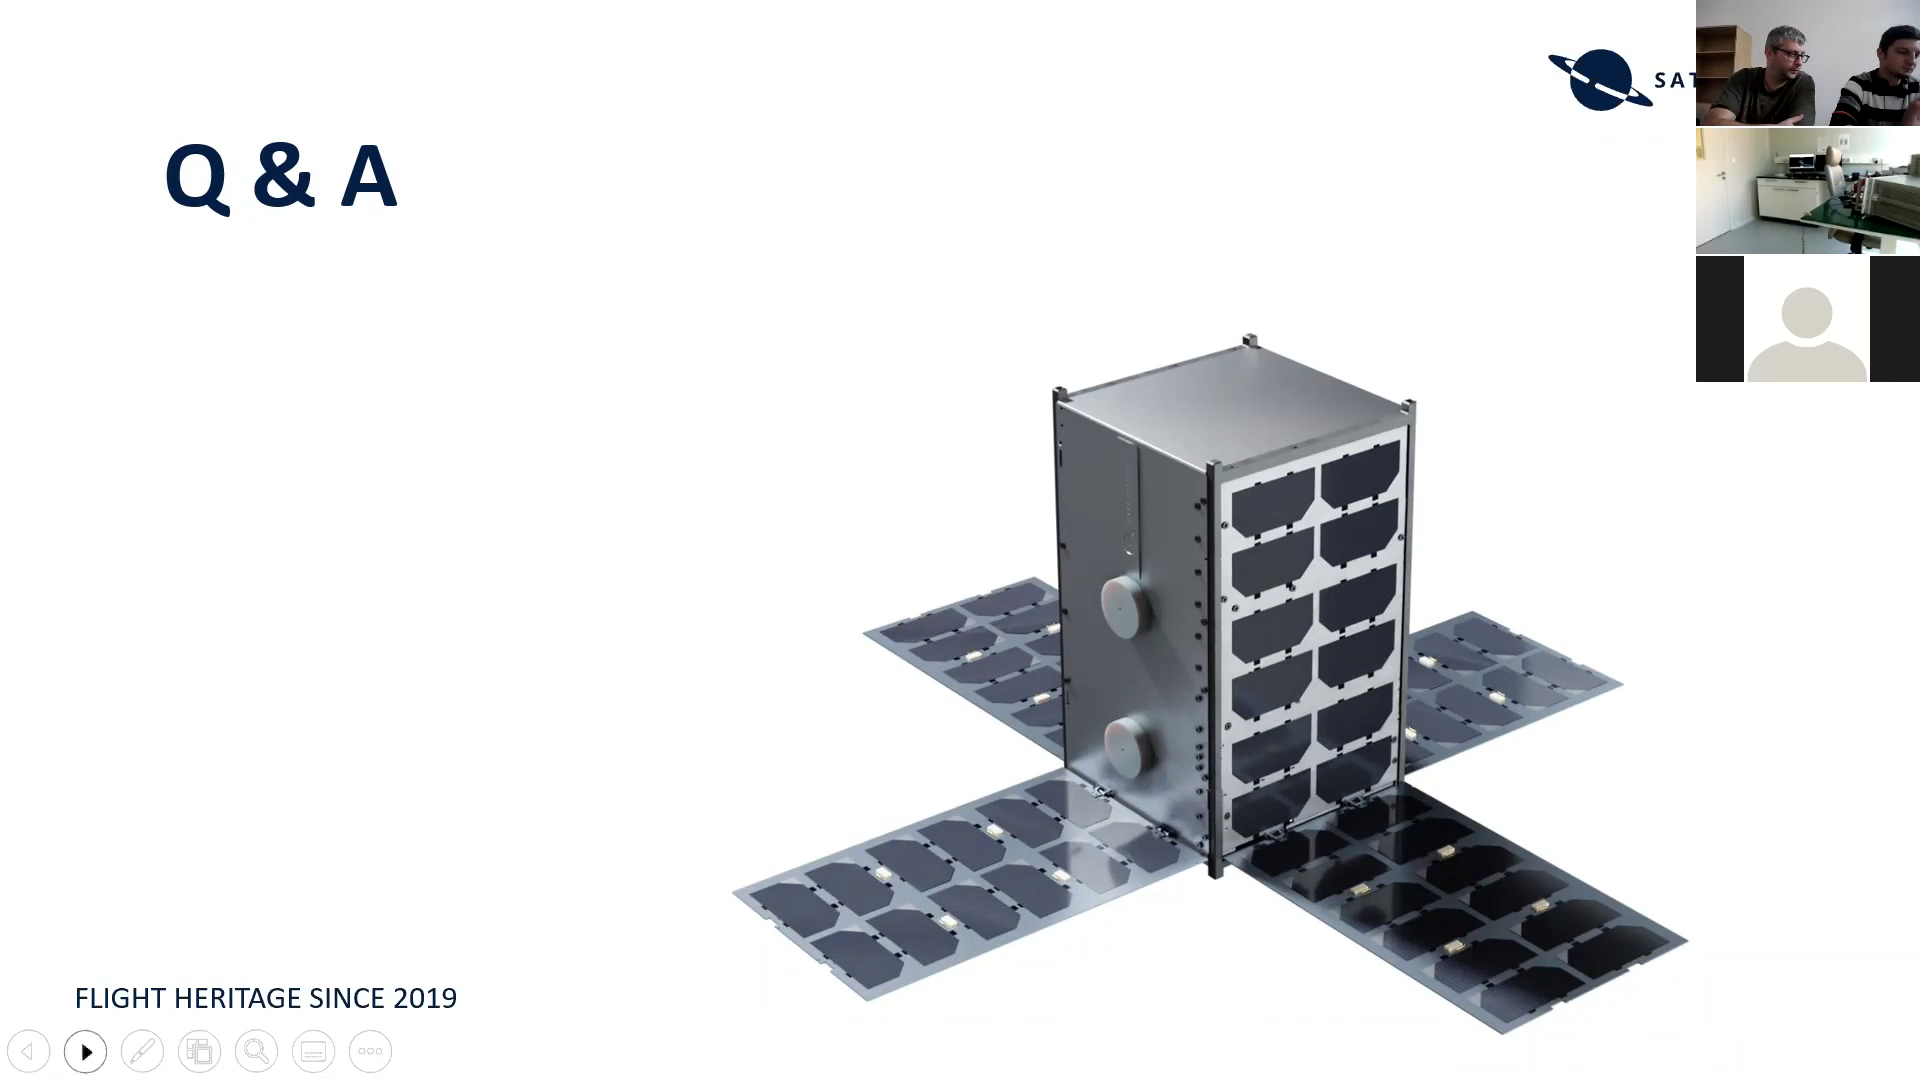 SAT
Q & A
FLIGHT HERITAGE SINCE 2019